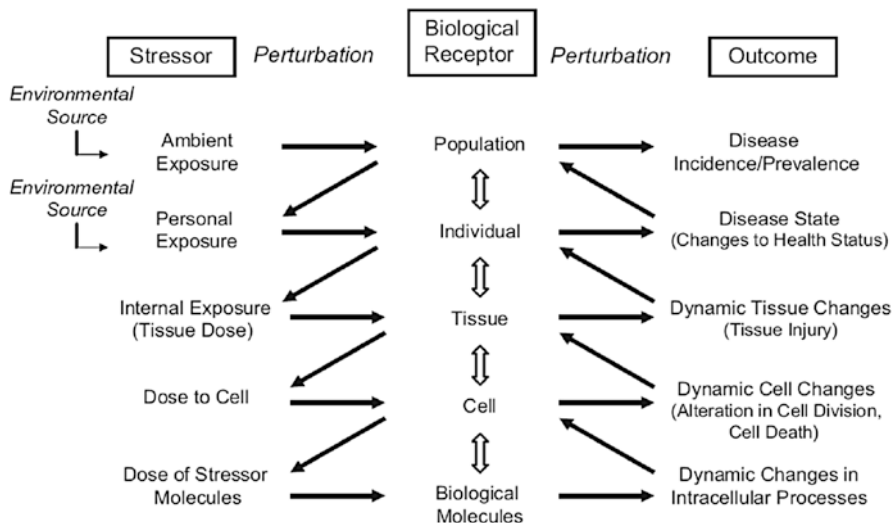 Stressor
Perturbation
Biological
Receptor
Perturbation
Outcome
Environmental
Source
Ambient
Exposure
Population
Disease
Incidence/Prevalence
Environmental
Source
Personal
Exposure
Individual
Disease State
(Changes to Health Status)
Internal Exposure
(Tissue Dose)
Tissue
Dynamic Tissue Changes
(Tissue Injury)
Dose to Cell
Cell
Dynamic Cell Changes
(Alteration in Cell Division,
Cell Death)
Dose of Stressor
Molecules
Biological
Molecules
Dynamic Changes in
Intracellular Processes